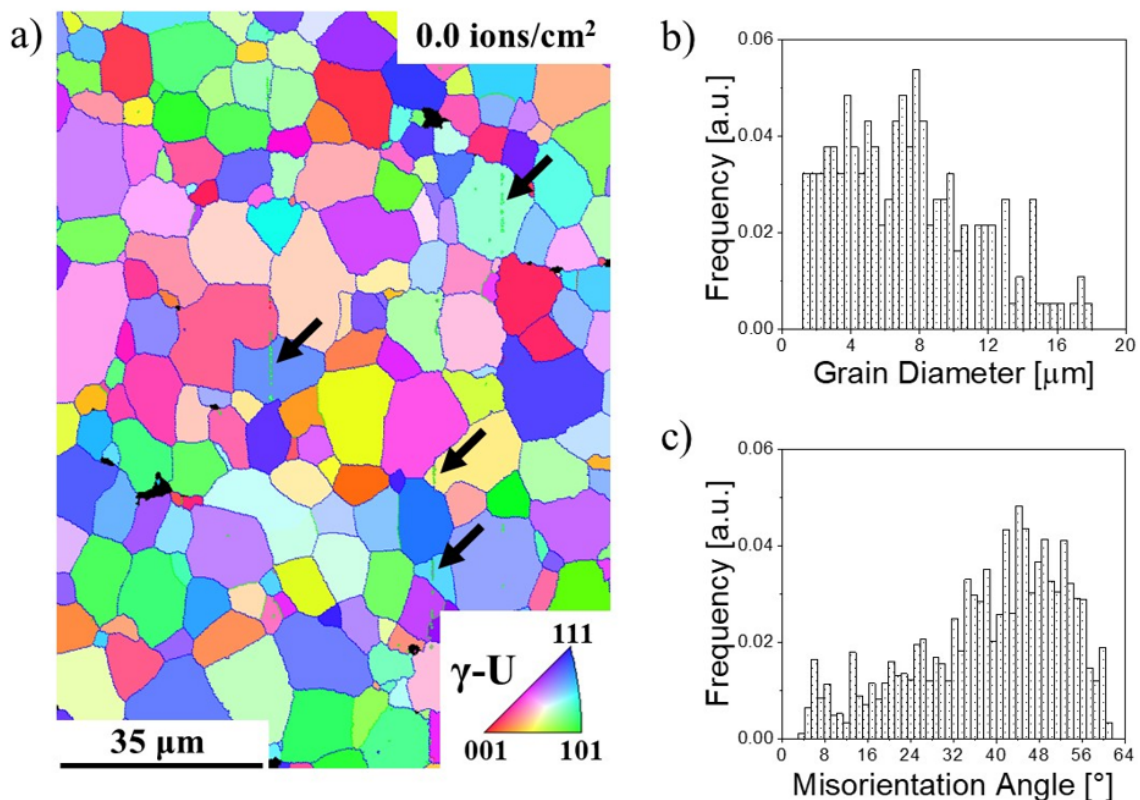 a)
0.0 ions/cm²
γ-U
111
001
101
35 µm
b)
0.06
0.04
0.02
0.00
Frequency [a.u.]
4 8 12 16 20
Grain Diameter [µm]
c)
0.06
0.04
0.02
0.00
Frequency [a.u.]
0 8 16 24 32 40 48 56 64
Misorientation Angle [°]